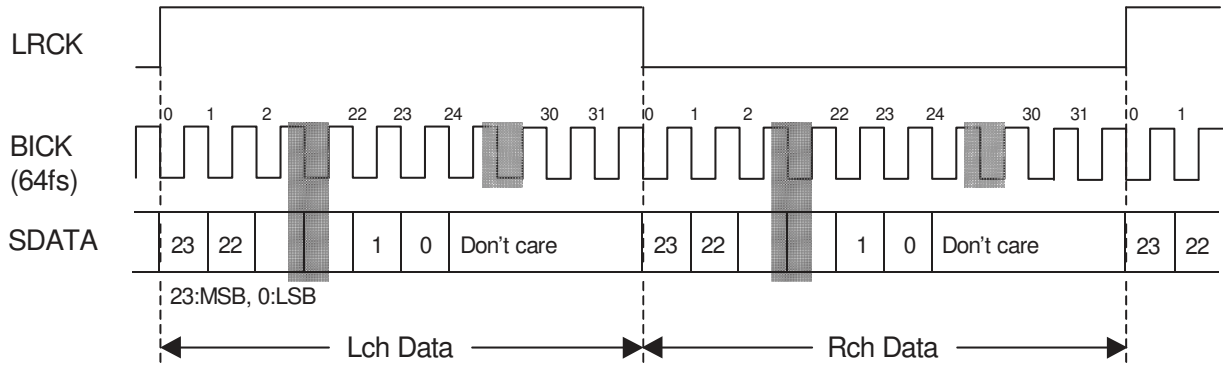 LRCK
0 1 2 22 23 24 30 31 0 1 2 22 23 24 30 31 0 1
BICK
(64fs)
SDATA 23 22 1 0 Don't care 23 22 1 0 Don't care 23 22
23:MSB, 0:LSB
Lch Data Rch Data